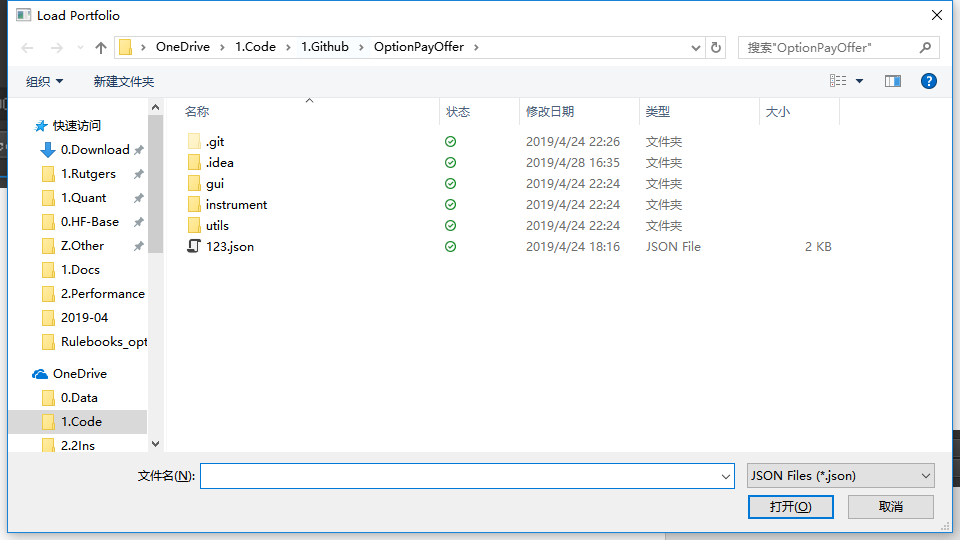 Load Portfolio
OneDrive › 1.Code › 1.Github › OptionPayOffer ›
搜索"OptionPayOffer"
组织
新建文件夹
快速访问
0.Download
1.Rutgers
1.Quant
0.HF-Base
Z.Other
1.Docs
2.Performance
2019-04
Rulebooks_opt
OneDrive
0.Data
1.Code
2.2Ins
名称 状态 修改日期 类型 大小
.git 2019/4/24 22:26 文件夹
.idea 2019/4/28 16:35 文件夹
gui 2019/4/24 22:24 文件夹
instrument 2019/4/24 22:24 文件夹
utils 2019/4/24 22:24 文件夹
123.json 2019/4/24 18:16 JSON File 2 KB
文件名(N):
JSON Files (*.json)
打开(O)
取消